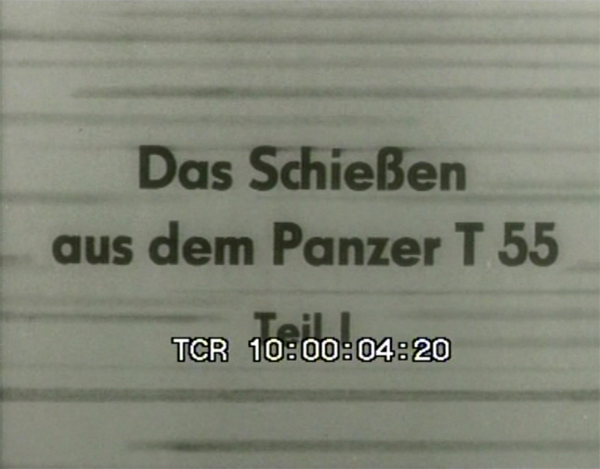 Das Schießen
aus dem Panzer T 55
Teil I
TCR 10:00:04:20